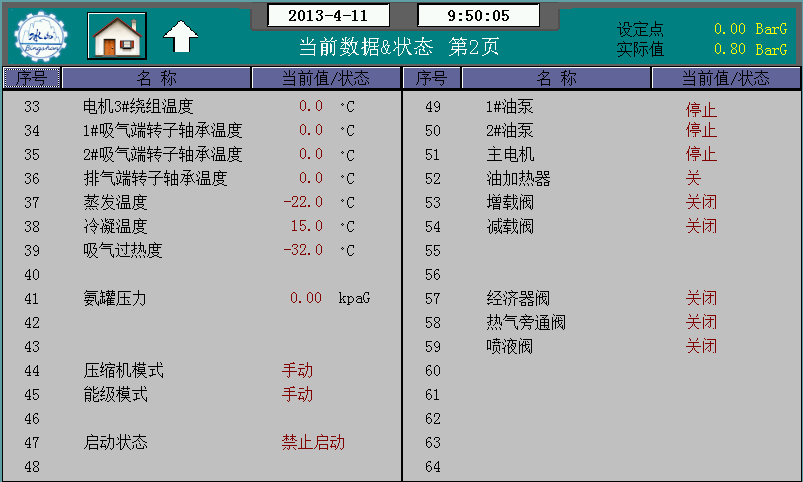 冰山
Bingshan
2013-4-11
9:50:05
当前数据&状态 第2页
设定点 0.00 BarG
实际值 0.80 BarG
序号 名 称 当前值/状态 序号 名 称 当前值/状态
33 电机3#绕组温度 0.0 °C
34 1#吸气端转子轴承温度 0.0 °C
35 2#吸气端转子轴承温度 0.0 °C
36 排气端转子轴承温度 0.0 °C
37 蒸发温度 -22.0 °C
38 冷凝温度 15.0 °C
39 吸气过热度 -32.0 °C
40
41 氨罐压力 0.00 kpaG
42
43
44 压缩机模式 手动
45 能级模式 手动
46
47 启动状态 禁止启动
48
49 1#油泵 停止
50 2#油泵 停止
51 主电机 停止
52 油加热器 关
53 增载阀 关闭
54 减载阀 关闭
55
56
57 经济器阀 关闭
58 热气旁通阀 关闭
59 喷液阀 关闭
60
61
62
63
64